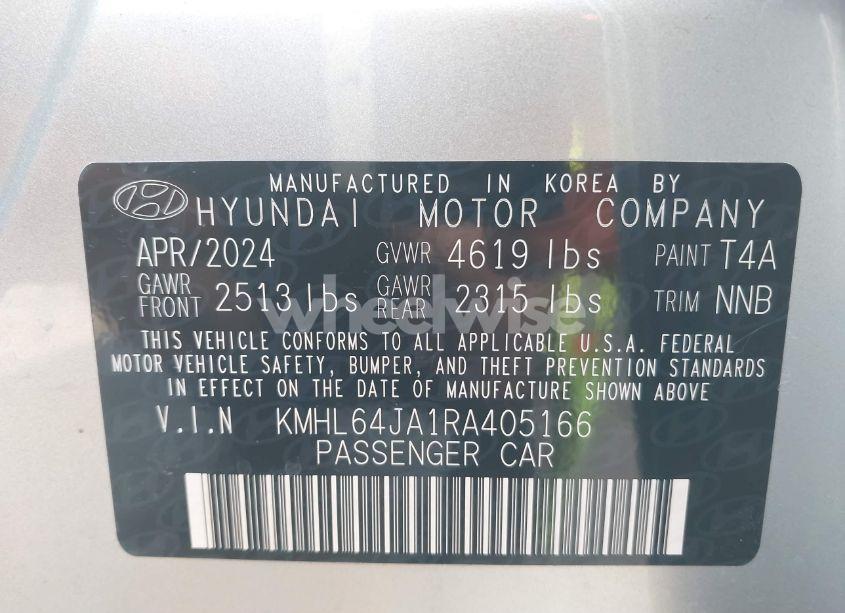 MANUFACTURED IN KOREA BY
HYUNDAI MOTOR COMPANY
APR/2024 GVWR 4619 lbs PAINT T4A
GAWR FRONT 2513 lbs GAWR REAR 2315 lbs TRIM NNB
wheelwise
THIS VEHICLE CONFORMS TO ALL APPLICABLE U.S.A. FEDERAL
MOTOR VEHICLE SAFETY, BUMPER, AND THEFT PREVENTION STANDARDS
IN EFFECT ON THE DATE OF MANUFACTURE SHOWN ABOVE
V.I.N KMHL64JA1RA405166
PASSENGER CAR